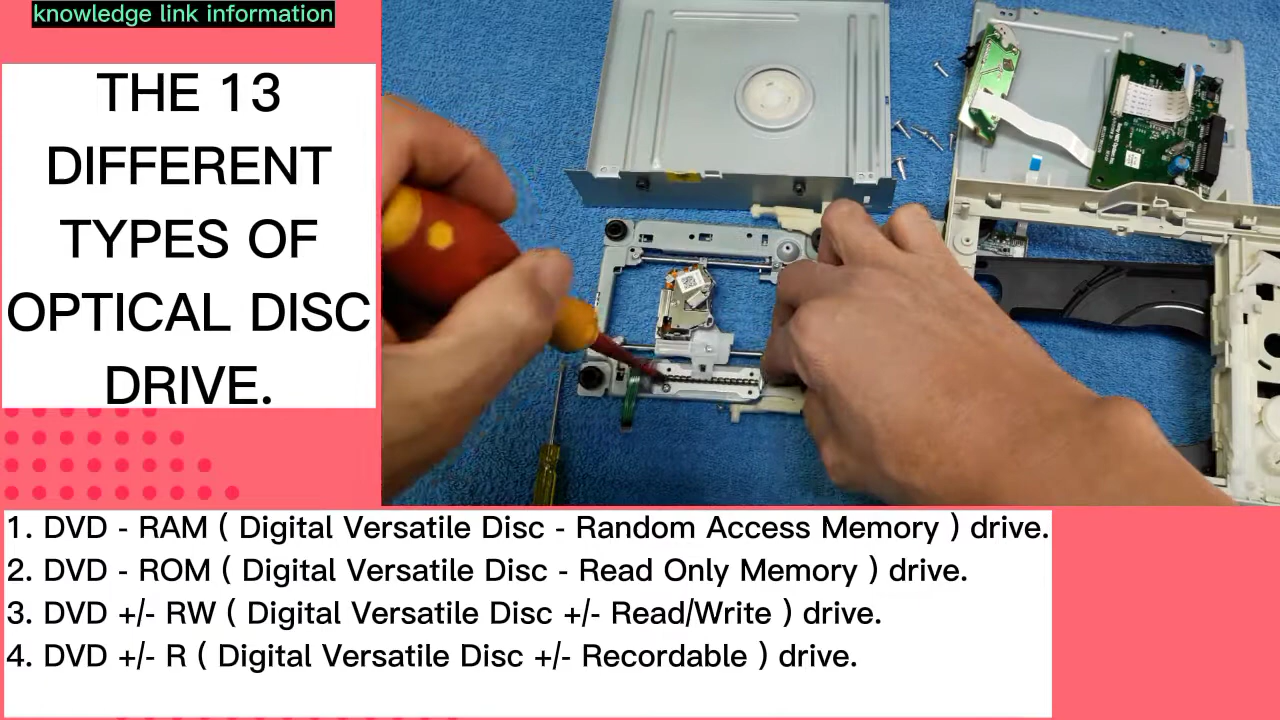 knowledge link information
THE 13
DIFFERENT
TYPES OF
OPTICAL DISC
DRIVE.
1. DVD - RAM ( Digital Versatile Disc - Random Access Memory ) drive.
2. DVD - ROM ( Digital Versatile Disc - Read Only Memory ) drive.
3. DVD +/- RW ( Digital Versatile Disc +/- Read/Write ) drive.
4. DVD +/- R ( Digital Versatile Disc +/- Recordable ) drive.